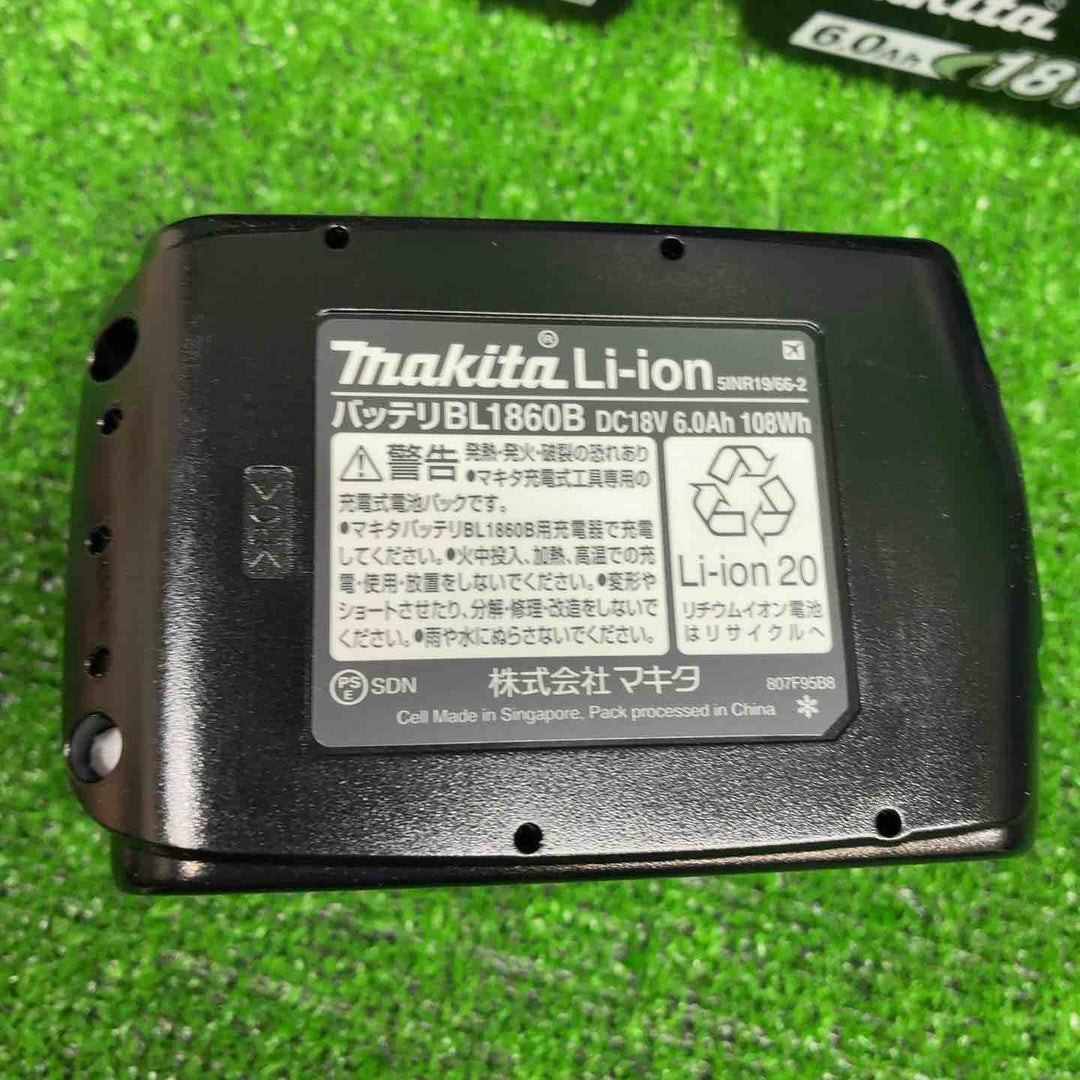 makita
6.0Ah 18V
makita® Li-ion 5INR19/66-2
バッテリBL1860B DC18V 6.0Ah 108Wh
警告 発熱・発火・破裂の恐れあり
●マキタ充電式工具専用の
充電式電池パックです。
●マキタバッテリBL1860B用充電器で充電
してください。●火中投入、加熱、高温での充
電・使用・放置をしないでください。●変形や
ショートさせたり、分解・修理・改造をしないで
ください。●雨や水にぬらさないでください。
Li-ion 20
リチウムイオン電池
はリサイクルへ
PS
E
SDN
株式会社マキタ
807F95B8
Cell Made in Singapore, Pack processed in China